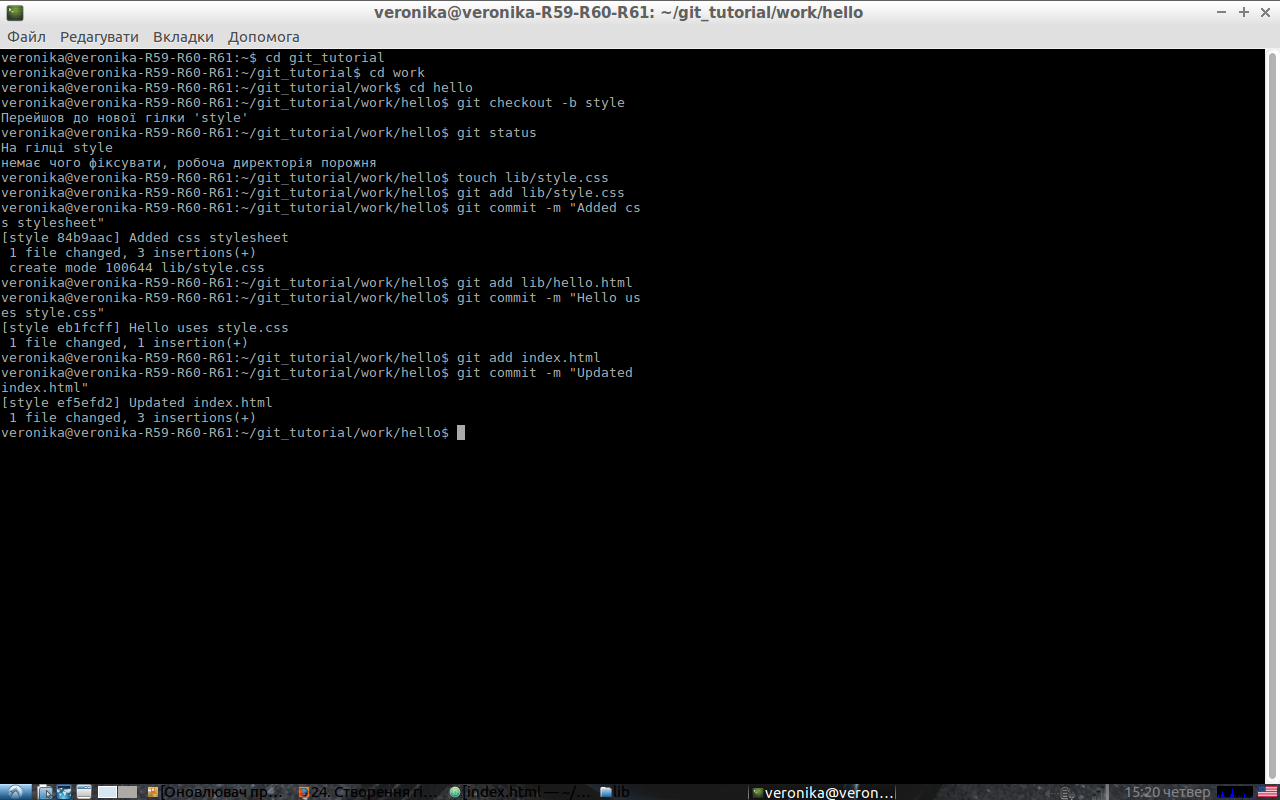 veronika@veronika-R59-R60-R61: ~/git_tutorial/work/hello
Файл Редагувати Вкладки Допомога
veronika@veronika-R59-R60-R61:~$ cd git_tutorial
veronika@veronika-R59-R60-R61:~/git_tutorial$ cd work
veronika@veronika-R59-R60-R61:~/git_tutorial/work$ cd hello
veronika@veronika-R59-R60-R61:~/git_tutorial/work/hello$ git checkout -b style
Перейшов до нової гілки 'style'
veronika@veronika-R59-R60-R61:~/git_tutorial/work/hello$ git status
На гілці style
немає чого фіксувати, робоча директорія порожня
veronika@veronika-R59-R60-R61:~/git_tutorial/work/hello$ touch lib/style.css
veronika@veronika-R59-R60-R61:~/git_tutorial/work/hello$ git add lib/style.css
veronika@veronika-R59-R60-R61:~/git_tutorial/work/hello$ git commit -m "Added cs
s stylesheet"
[style 84b9aac] Added css stylesheet
 1 file changed, 3 insertions(+)
 create mode 100644 lib/style.css
veronika@veronika-R59-R60-R61:~/git_tutorial/work/hello$ git add lib/hello.html
veronika@veronika-R59-R60-R61:~/git_tutorial/work/hello$ git commit -m "Hello us
es style.css"
[style eb1fcff] Hello uses style.css
 1 file changed, 1 insertion(+)
veronika@veronika-R59-R60-R61:~/git_tutorial/work/hello$ git add index.html
veronika@veronika-R59-R60-R61:~/git_tutorial/work/hello$ git commit -m "Updated
index.html"
[style ef5efd2] Updated index.html
 1 file changed, 3 insertions(+)
veronika@veronika-R59-R60-R61:~/git_tutorial/work/hello$
[Оновлювач пр... 24. Створення гі... [index.html — ~/... lib veronika@veron... 15:20 четвер